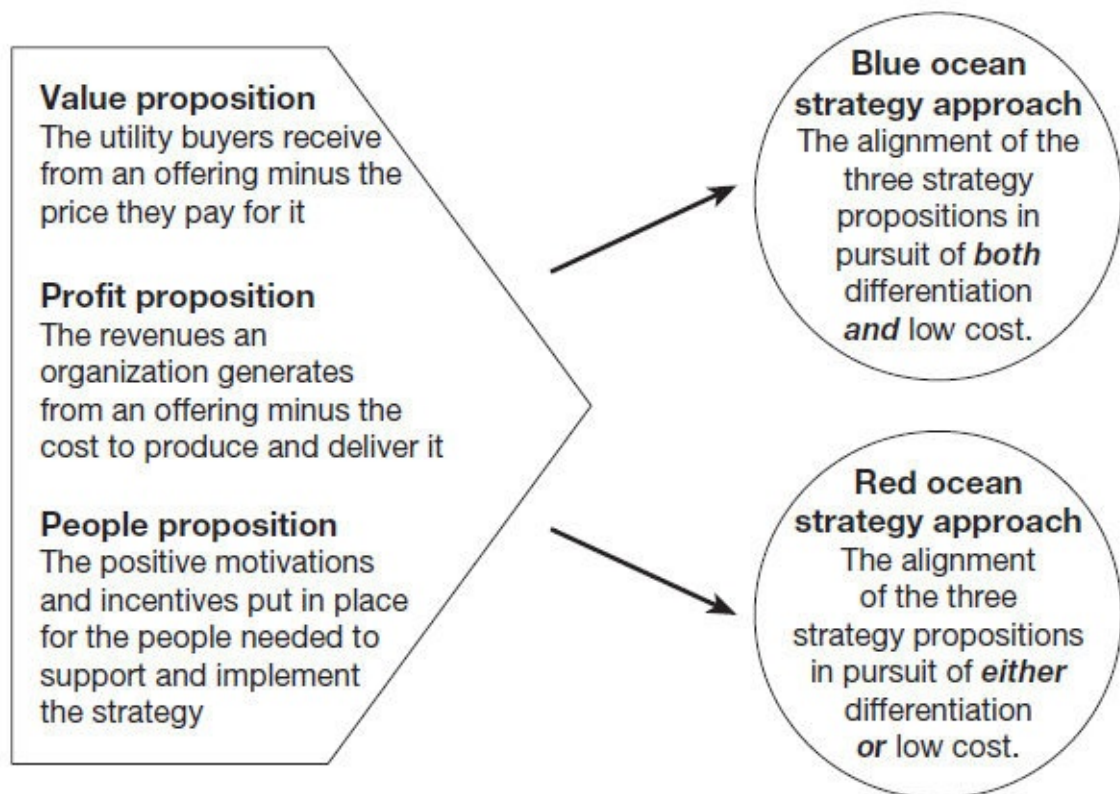 Value proposition
The utility buyers receive
from an offering minus the
price they pay for it
Profit proposition
The revenues an
organization generates
from an offering minus the
cost to produce and deliver it
People proposition
The positive motivations
and incentives put in place
for the people needed to
support and implement
the strategy
Blue ocean
strategy approach
The alignment of the
three strategy
propositions in
pursuit of both
differentiation
and low cost.
Red ocean
strategy approach
The alignment
of the three
strategy propositions
in pursuit of either
differentiation
or low cost.